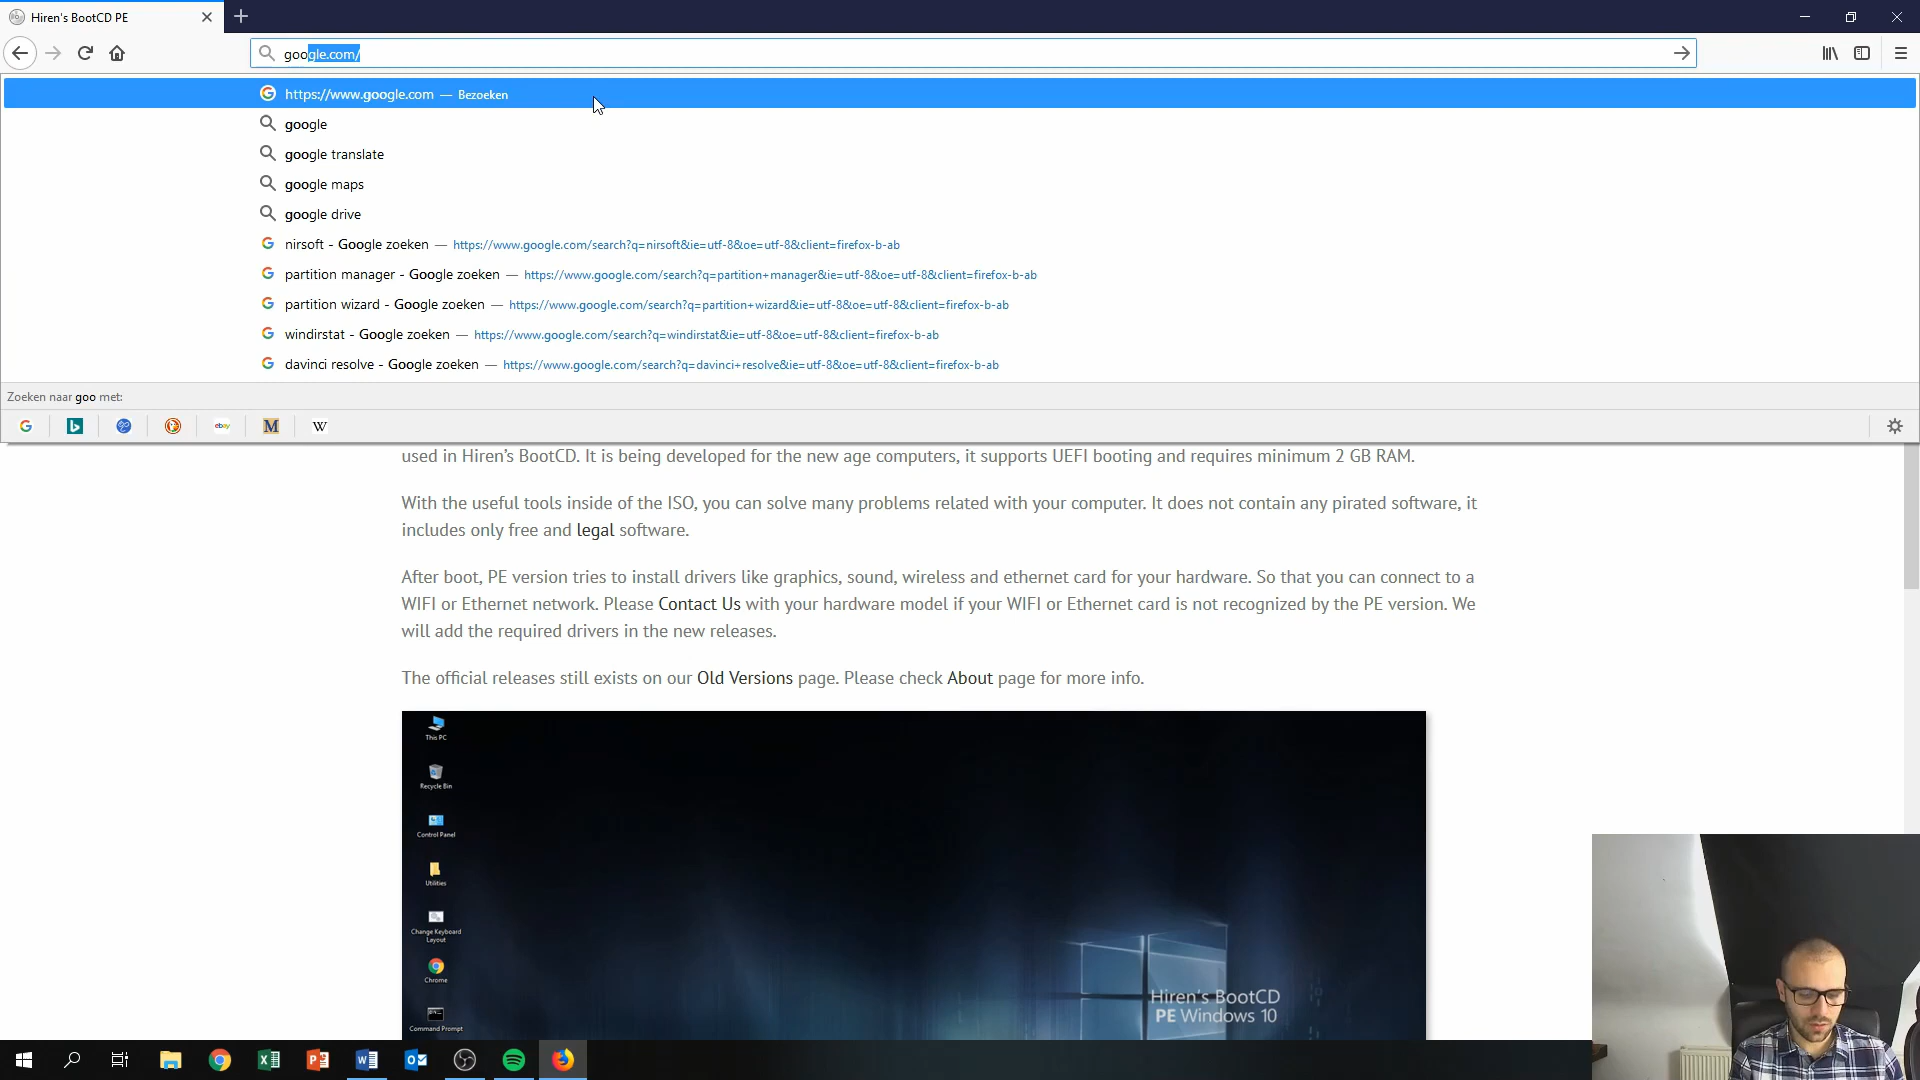 Hiren's BootCD PE
google.com/
https://www.google.com — Bezoeken
google
google translate
google maps
google drive
nirsoft - Google zoeken — https://www.google.com/search?q=nirsoft&ie=utf-8&oe=utf-8&client=firefox-b-ab
partition manager - Google zoeken — https://www.google.com/search?q=partition+manager&ie=utf-8&oe=utf-8&client=firefox-b-ab
partition wizard - Google zoeken — https://www.google.com/search?q=partition+wizard&ie=utf-8&oe=utf-8&client=firefox-b-ab
windirstat - Google zoeken — https://www.google.com/search?q=windirstat&ie=utf-8&oe=utf-8&client=firefox-b-ab
davinci resolve - Google zoeken — https://www.google.com/search?q=davinci+resolve&ie=utf-8&oe=utf-8&client=firefox-b-ab
Zoeken naar goo met:
ebay M W
used in Hiren's BootCD. It is being developed for the new age computers, it supports UEFI booting and requires minimum 2 GB RAM.
With the useful tools inside of the ISO, you can solve many problems related with your computer. It does not contain any pirated software, it
includes only free and legal software.
After boot, PE version tries to install drivers like graphics, sound, wireless and ethernet card for your hardware. So that you can connect to a
WIFI or Ethernet network. Please Contact Us with your hardware model if your WIFI or Ethernet card is not recognized by the PE version. We
will add the required drivers in the new releases.
The official releases still exists on our Old Versions page. Please check About page for more info.
This PC
Recycle Bin
Control Panel
Utilities
Change Keyboard
Layout
Chrome
Command Prompt
Hiren's BootCD
PE Windows 10